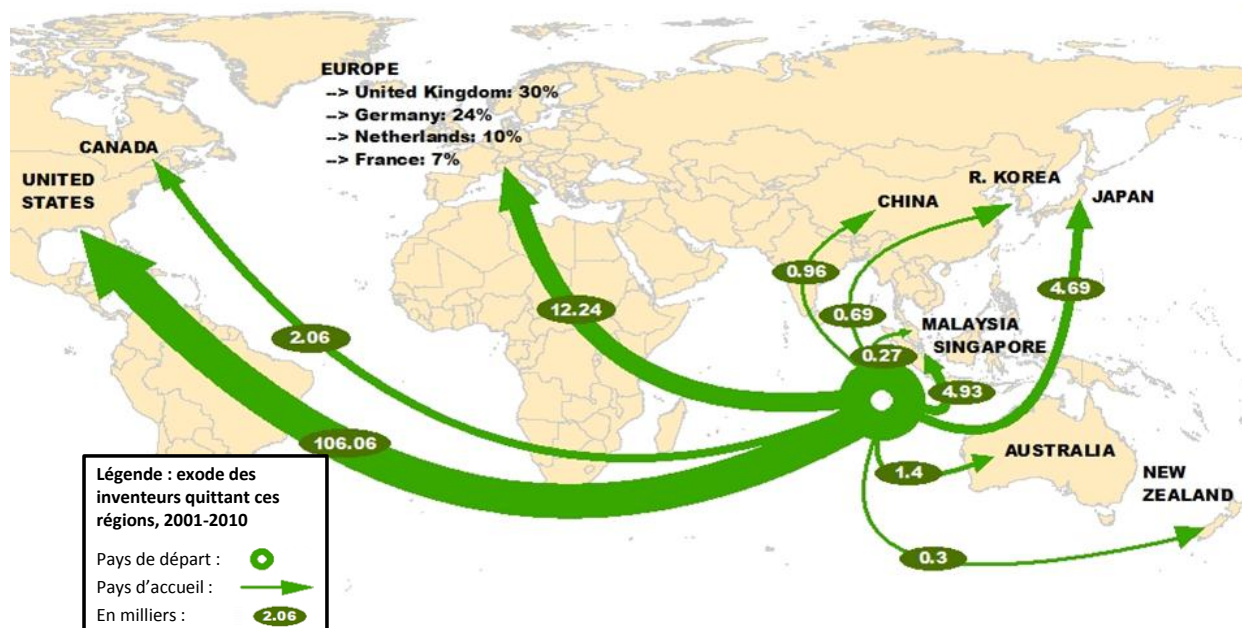 EUROPE
--> United Kingdom: 30%
--> Germany: 24%
--> Netherlands: 10%
--> France: 7%
CANADA
UNITED
STATES
R. KOREA
CHINA
JAPAN
0.96
4.69
12.24
0.69
2.06
MALAYSIA
SINGAPORE
0.27
4.93
106.06
AUSTRALIA
1.4
NEW
ZEALAND
0.3
Légende : exode des
inventeurs quittant ces
régions, 2001-2010
Pays de départ :
Pays d’accueil :
En milliers :
2.06